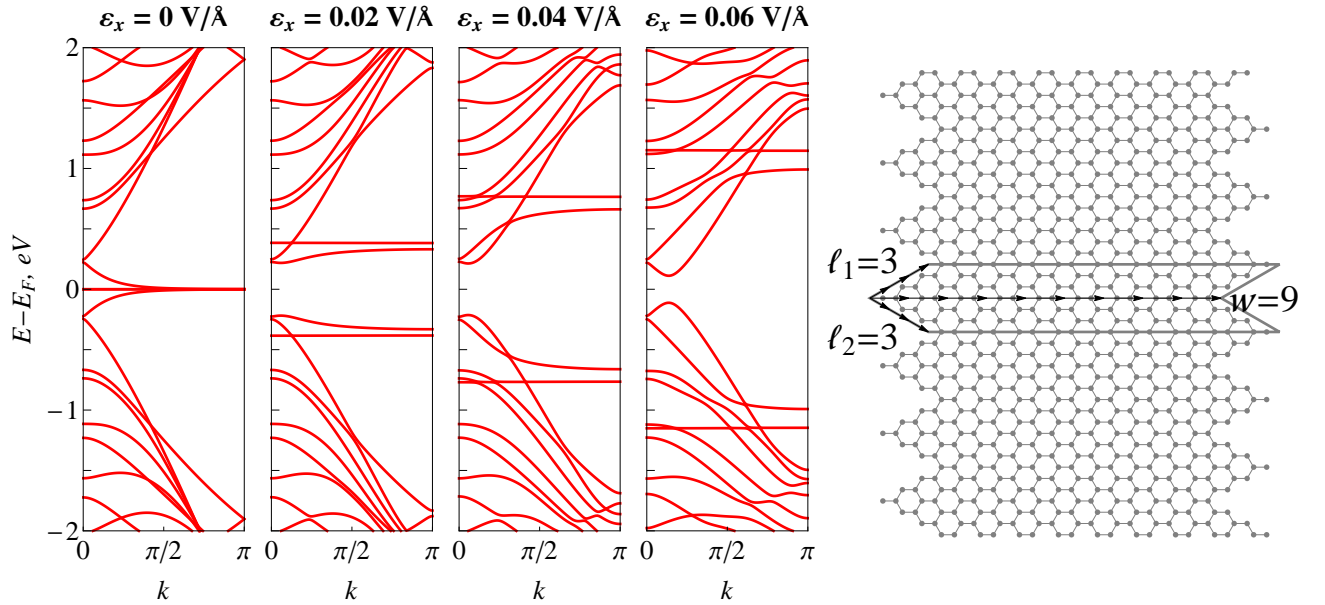 εₓ = 0 V/Å
εₓ = 0.02 V/Å
εₓ = 0.04 V/Å
εₓ = 0.06 V/Å
2
1
0
−1
−2
E−E_F, eV
0
π/2
π
0
π/2
π
0
π/2
π
0
π/2
π
k
k
k
k
ℓ₁=3
w=9
ℓ₂=3